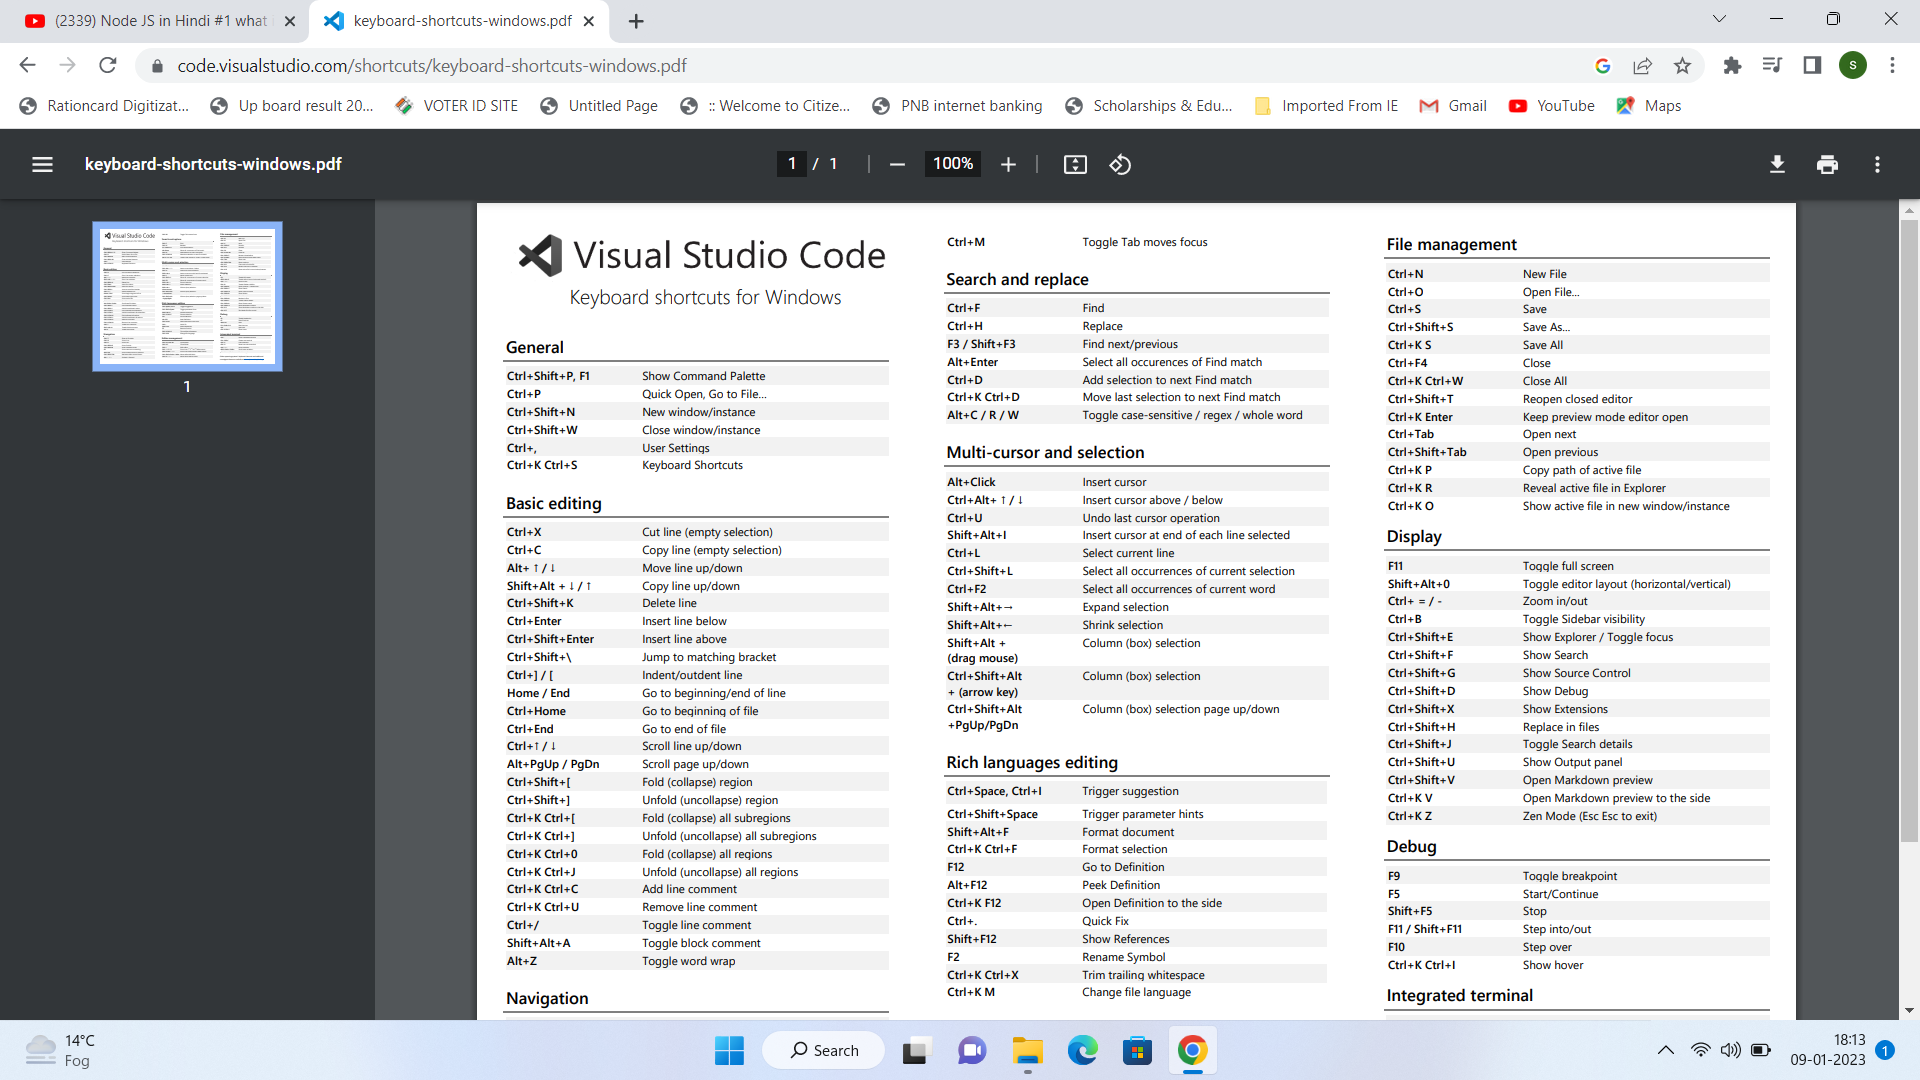 (2339) Node JS in Hindi #1 what
keyboard-shortcuts-windows.pdf
code.visualstudio.com/shortcuts/keyboard-shortcuts-windows.pdf
S
Rationcard Digitizat...
Up board result 20...
VOTER ID SITE
Untitled Page
:: Welcome to Citize...
PNB internet banking
Scholarships & Edu...
Imported From IE
Gmail
YouTube
Maps
keyboard-shortcuts-windows.pdf
1 / 1
100%
1
Visual Studio Code
Keyboard shortcuts for Windows
General
Ctrl+Shift+P, F1 Show Command Palette
Ctrl+P Quick Open, Go to File...
Ctrl+Shift+N New window/instance
Ctrl+Shift+W Close window/instance
Ctrl+, User Settings
Ctrl+K Ctrl+S Keyboard Shortcuts
Basic editing
Ctrl+X Cut line (empty selection)
Ctrl+C Copy line (empty selection)
Alt+ ↑ / ↓ Move line up/down
Shift+Alt + ↓ / ↑ Copy line up/down
Ctrl+Shift+K Delete line
Ctrl+Enter Insert line below
Ctrl+Shift+Enter Insert line above
Ctrl+Shift+\ Jump to matching bracket
Ctrl+] / [ Indent/outdent line
Home / End Go to beginning/end of line
Ctrl+Home Go to beginning of file
Ctrl+End Go to end of file
Ctrl+↑ / ↓ Scroll line up/down
Alt+PgUp / PgDn Scroll page up/down
Ctrl+Shift+[ Fold (collapse) region
Ctrl+Shift+] Unfold (uncollapse) region
Ctrl+K Ctrl+[ Fold (collapse) all subregions
Ctrl+K Ctrl+] Unfold (uncollapse) all subregions
Ctrl+K Ctrl+0 Fold (collapse) all regions
Ctrl+K Ctrl+J Unfold (uncollapse) all regions
Ctrl+K Ctrl+C Add line comment
Ctrl+K Ctrl+U Remove line comment
Ctrl+/ Toggle line comment
Shift+Alt+A Toggle block comment
Alt+Z Toggle word wrap
Navigation
Ctrl+M Toggle Tab moves focus
Search and replace
Ctrl+F Find
Ctrl+H Replace
F3 / Shift+F3 Find next/previous
Alt+Enter Select all occurences of Find match
Ctrl+D Add selection to next Find match
Ctrl+K Ctrl+D Move last selection to next Find match
Alt+C / R / W Toggle case-sensitive / regex / whole word
Multi-cursor and selection
Alt+Click Insert cursor
Ctrl+Alt+ ↑ / ↓ Insert cursor above / below
Ctrl+U Undo last cursor operation
Shift+Alt+I Insert cursor at end of each line selected
Ctrl+L Select current line
Ctrl+Shift+L Select all occurrences of current selection
Ctrl+F2 Select all occurrences of current word
Shift+Alt+→ Expand selection
Shift+Alt+← Shrink selection
Shift+Alt + Column (box) selection
(drag mouse)
Ctrl+Shift+Alt Column (box) selection
+ (arrow key)
Ctrl+Shift+Alt Column (box) selection page up/down
+PgUp/PgDn
Rich languages editing
Ctrl+Space, Ctrl+I Trigger suggestion
Ctrl+Shift+Space Trigger parameter hints
Shift+Alt+F Format document
Ctrl+K Ctrl+F Format selection
F12 Go to Definition
Alt+F12 Peek Definition
Ctrl+K F12 Open Definition to the side
Ctrl+. Quick Fix
Shift+F12 Show References
F2 Rename Symbol
Ctrl+K Ctrl+X Trim trailing whitespace
Ctrl+K M Change file language
File management
Ctrl+N New File
Ctrl+O Open File...
Ctrl+S Save
Ctrl+Shift+S Save As...
Ctrl+K S Save All
Ctrl+F4 Close
Ctrl+K Ctrl+W Close All
Ctrl+Shift+T Reopen closed editor
Ctrl+K Enter Keep preview mode editor open
Ctrl+Tab Open next
Ctrl+Shift+Tab Open previous
Ctrl+K P Copy path of active file
Ctrl+K R Reveal active file in Explorer
Ctrl+K O Show active file in new window/instance
Display
F11 Toggle full screen
Shift+Alt+0 Toggle editor layout (horizontal/vertical)
Ctrl+ = / - Zoom in/out
Ctrl+B Toggle Sidebar visibility
Ctrl+Shift+E Show Explorer / Toggle focus
Ctrl+Shift+F Show Search
Ctrl+Shift+G Show Source Control
Ctrl+Shift+D Show Debug
Ctrl+Shift+X Show Extensions
Ctrl+Shift+H Replace in files
Ctrl+Shift+J Toggle Search details
Ctrl+Shift+U Show Output panel
Ctrl+Shift+V Open Markdown preview
Ctrl+K V Open Markdown preview to the side
Ctrl+K Z Zen Mode (Esc Esc to exit)
Debug
F9 Toggle breakpoint
F5 Start/Continue
Shift+F5 Stop
F11 / Shift+F11 Step into/out
F10 Step over
Ctrl+K Ctrl+I Show hover
Integrated terminal
14°C
Fog
Search
18:13
09-01-2023
1